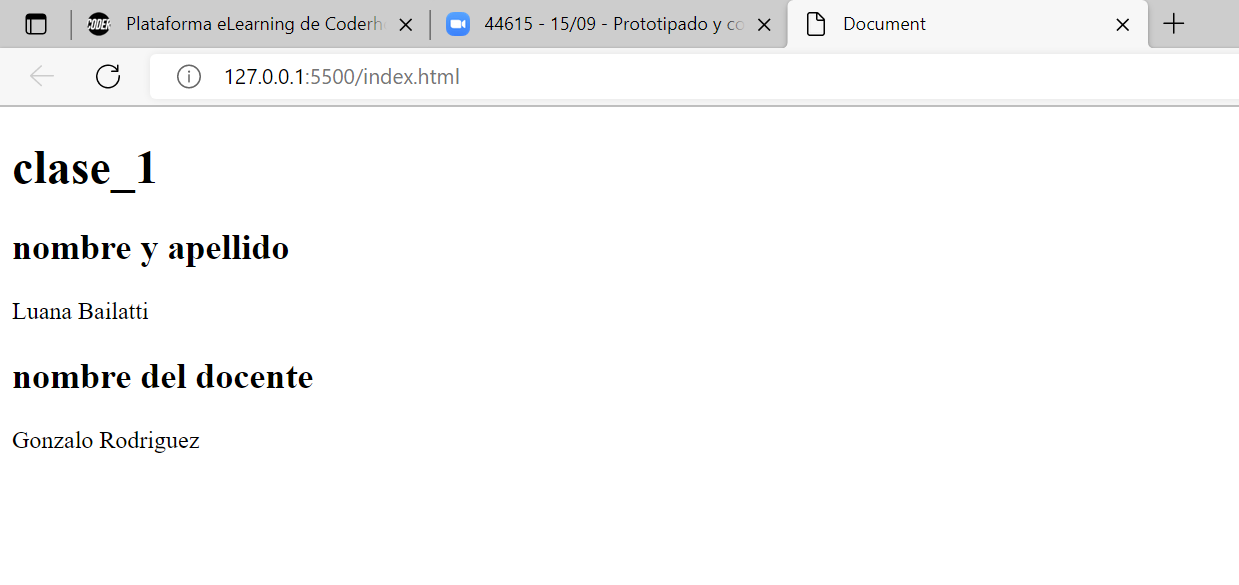 CODER Plataforma eLearning de Coderh 44615 - 15/09 - Prototipado y co Document
127.0.0.1:5500/index.html
clase_1
nombre y apellido
Luana Bailatti
nombre del docente
Gonzalo Rodriguez